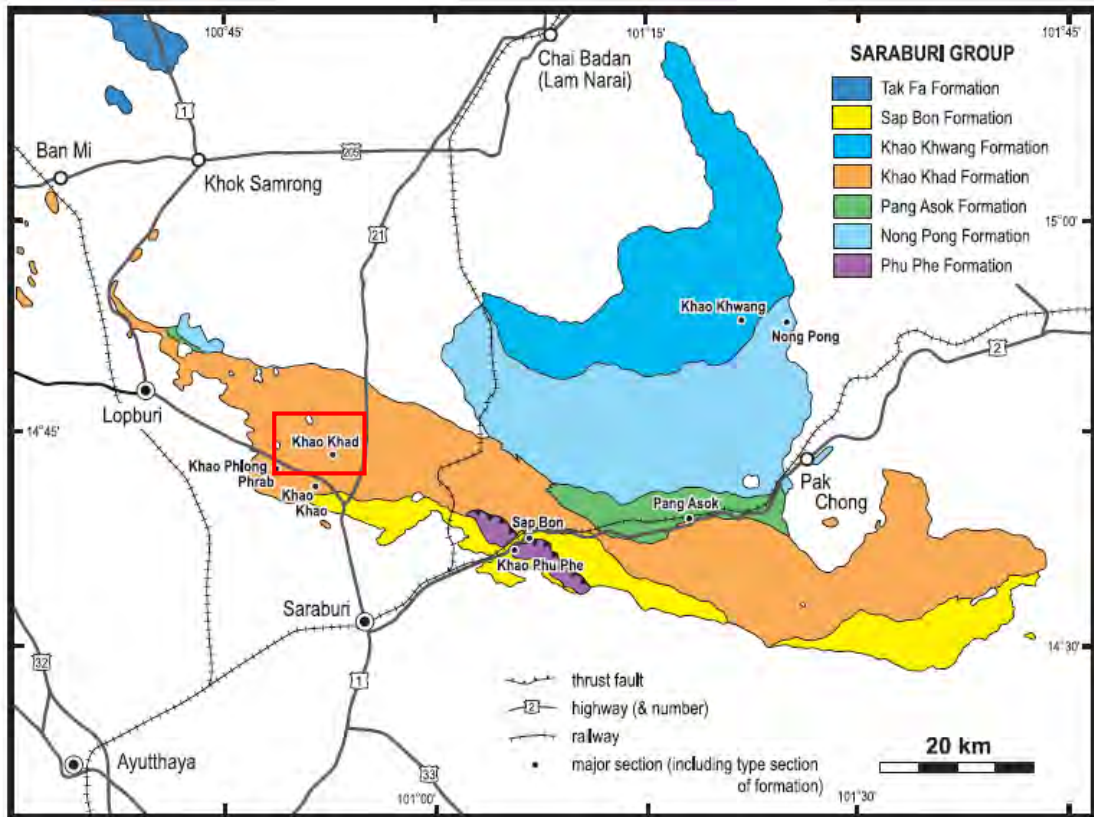 100°45'
101°15'
101°45'
Chai Badan
(Lam Narai)
SARABURI GROUP
Tak Fa Formation
Sap Bon Formation
Khao Khwang Formation
Khao Khad Formation
Pang Asok Formation
Nong Pong Formation
Phu Phe Formation
1
Ban Mi
205
Khok Samrong
21
15°00'
Khao Khwang
Nong Pong
2
Lopburi
14°45'
Khao Khad
Khao Phlong
Phrab
Khao
Khao
Pak
Chong
Pang Asok
Sap Bon
Khao Phu Phe
Saraburi
14°30'
32
1
thrust fault
2
highway (& number)
railway
major section (including type section
of formation)
20 km
Ayutthaya
33
101°00'
101°30'